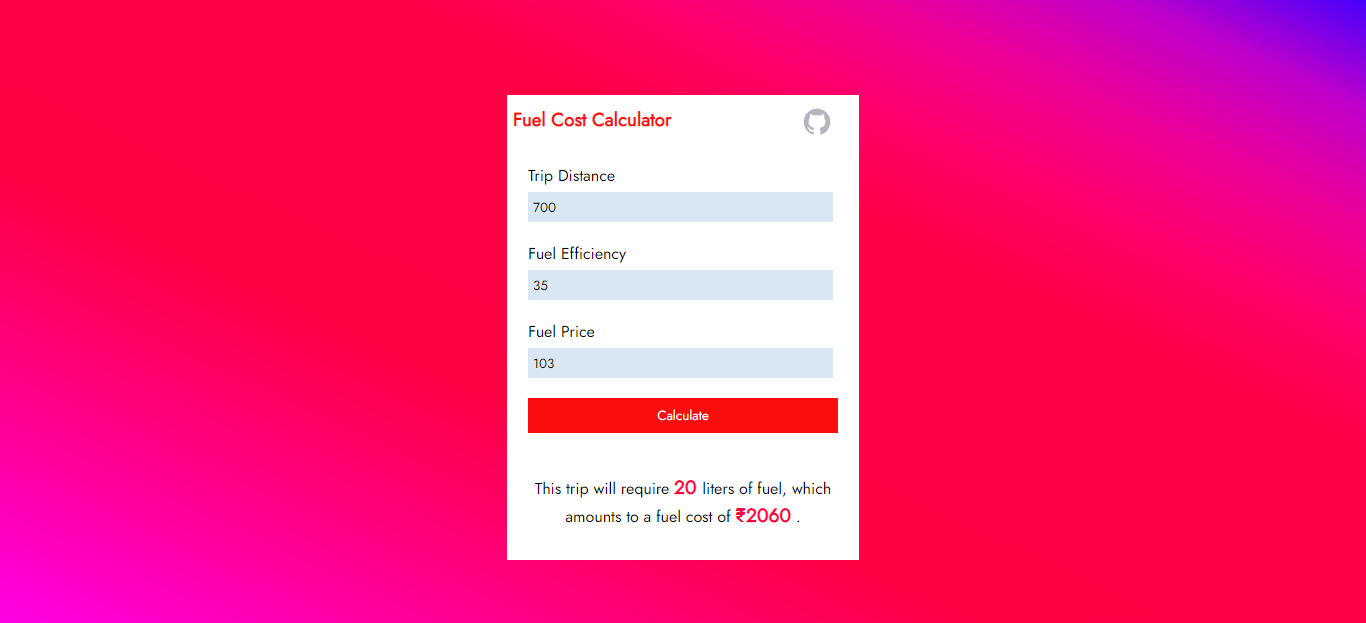 Fuel Cost Calculator
Trip Distance
700
Fuel Efficiency
35
Fuel Price
103
Calculate
This trip will require 20 liters of fuel, which
amounts to a fuel cost of ₹2060 .